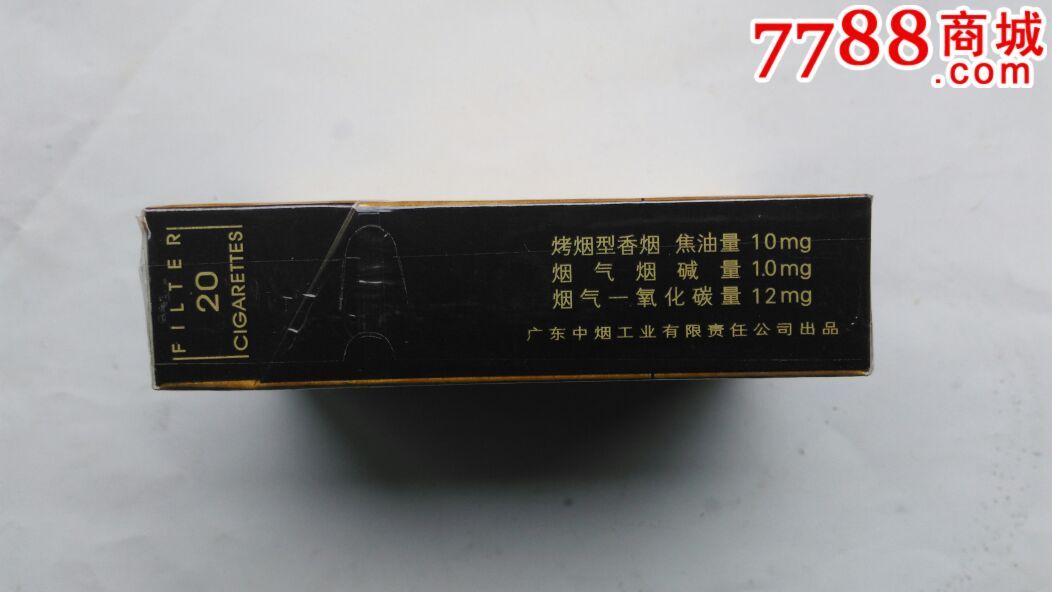 7788商城
.com
FILTER
20
CIGARETTES
烤烟型香烟 焦油量 10mg
烟气烟碱量 1.0mg
烟气一氧化碳量 12mg
广东中烟工业有限责任公司出品